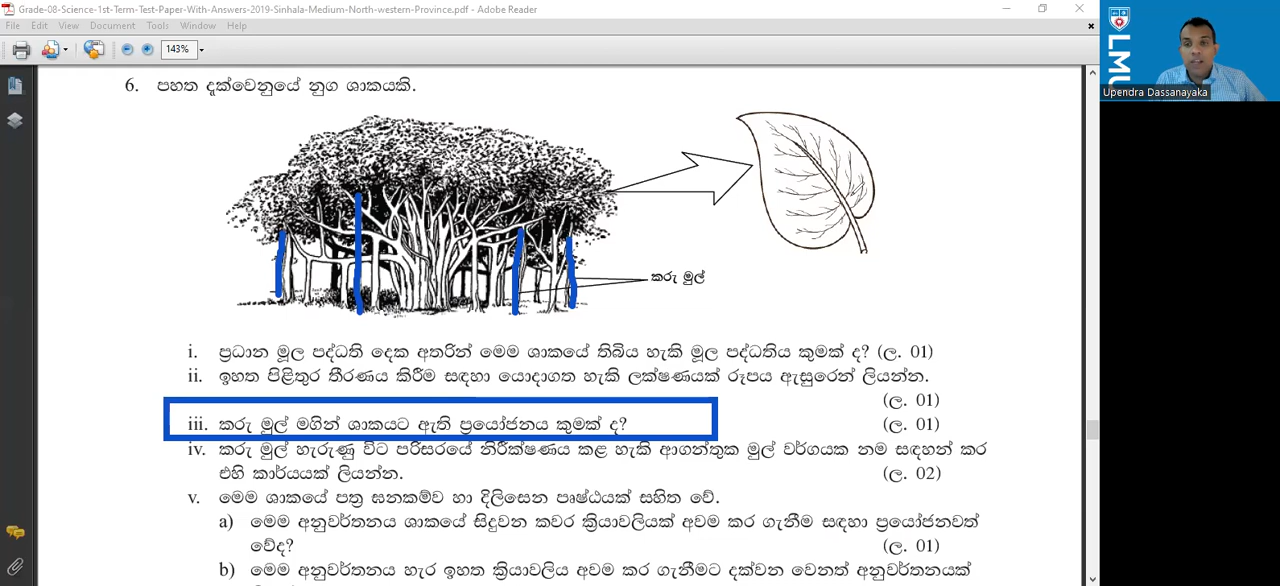 Grade-08-Science-1st-Term-Test-Paper-With-Answers-2019-Sinhala-Medium-North-western-Province.pdf - Adobe Reader
File Edit View Document Tools Window Help
143%
LMU
Upendra Dassanayaka
6. පහත දැක්වෙනුයේ නුග ශාකයකි.
කරු මුල්
i. ප්‍රධාන මූල පද්ධති දෙක අතරින් මෙම ශාකයේ තිබිය හැකි මූල පද්ධතිය කුමක් ද? (ල. 01)
ii. ඉහත පිළිතුර තීරණය කිරීම සඳහා යොදාගත හැකි ලක්ෂණයක් රූපය ඇසුරෙන් ලියන්න.
(ල. 01)
iii. කරු මුල් මගින් ශාකයට ඇති ප්‍රයෝජනය කුමක් ද? (ල. 01)
iv. කරු මුල් හැරුණු විට පරිසරයේ නිරීක්ෂණය කළ හැකි ආගන්තුක මුල් වර්ගයක නම සඳහන් කර
එහි කාර්යයක් ලියන්න. (ල. 02)
v. මෙම ශාකයේ පත්‍ර ඝනකම්ව හා දිලිසෙන පෘෂ්ඨයක් සහිත වේ.
a) මෙම අනුවර්තනය ශාකයේ සිදුවන කවර ක්‍රියාවලියක් අවම කර ගැනීම සඳහා ප්‍රයෝජනවත්
වේද? (ල. 01)
b) මෙම අනුවර්තනය හැර ඉහත ක්‍රියාවලිය අවම කර ගැනීමට දක්වන වෙනත් අනුවර්තනයක්